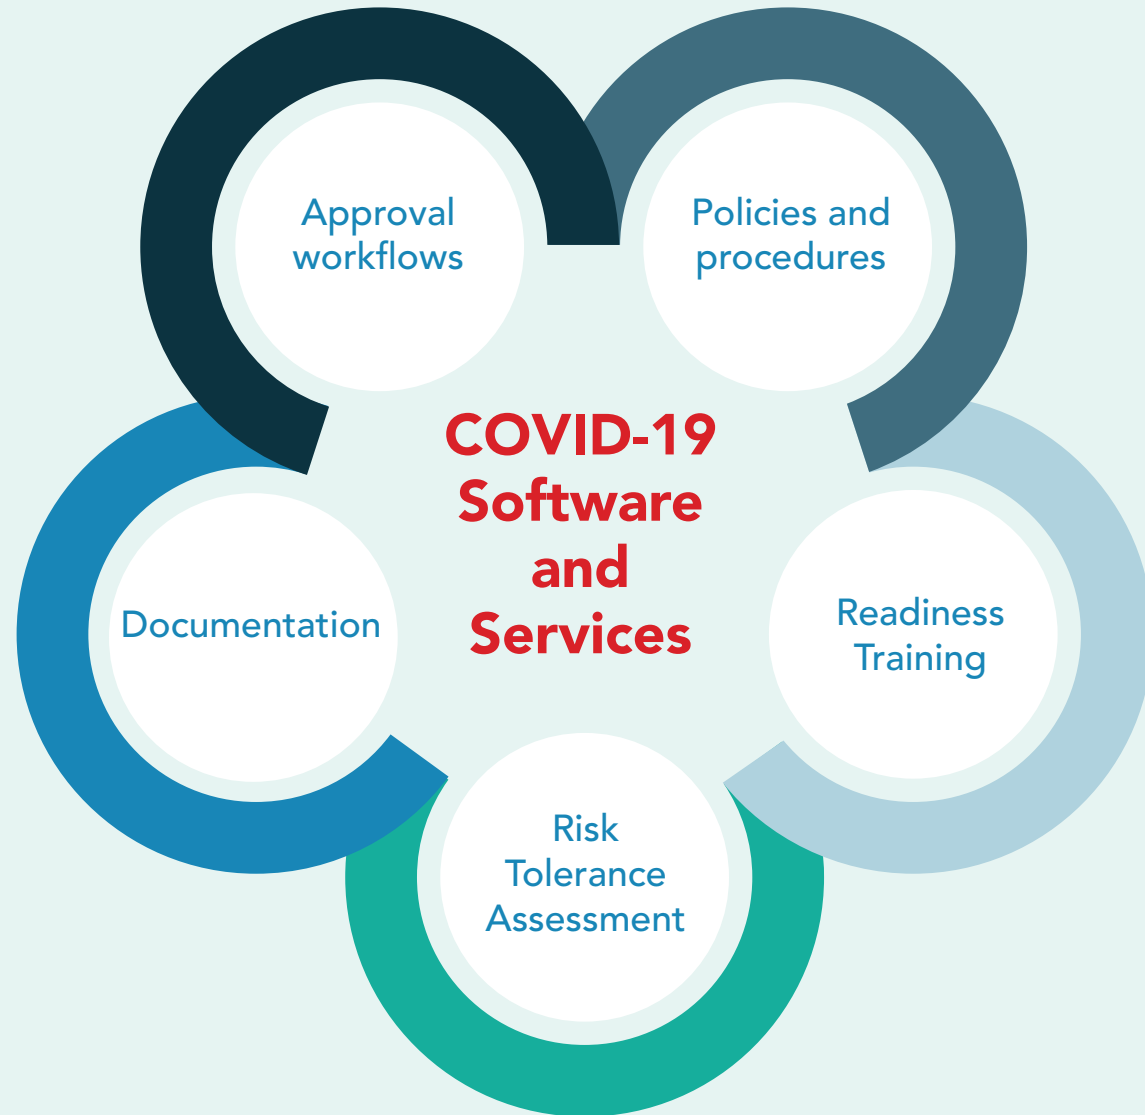 Approval
workflows
Policies and
procedures
COVID-19
Software
and
Services
Documentation
Readiness
Training
Risk
Tolerance
Assessment